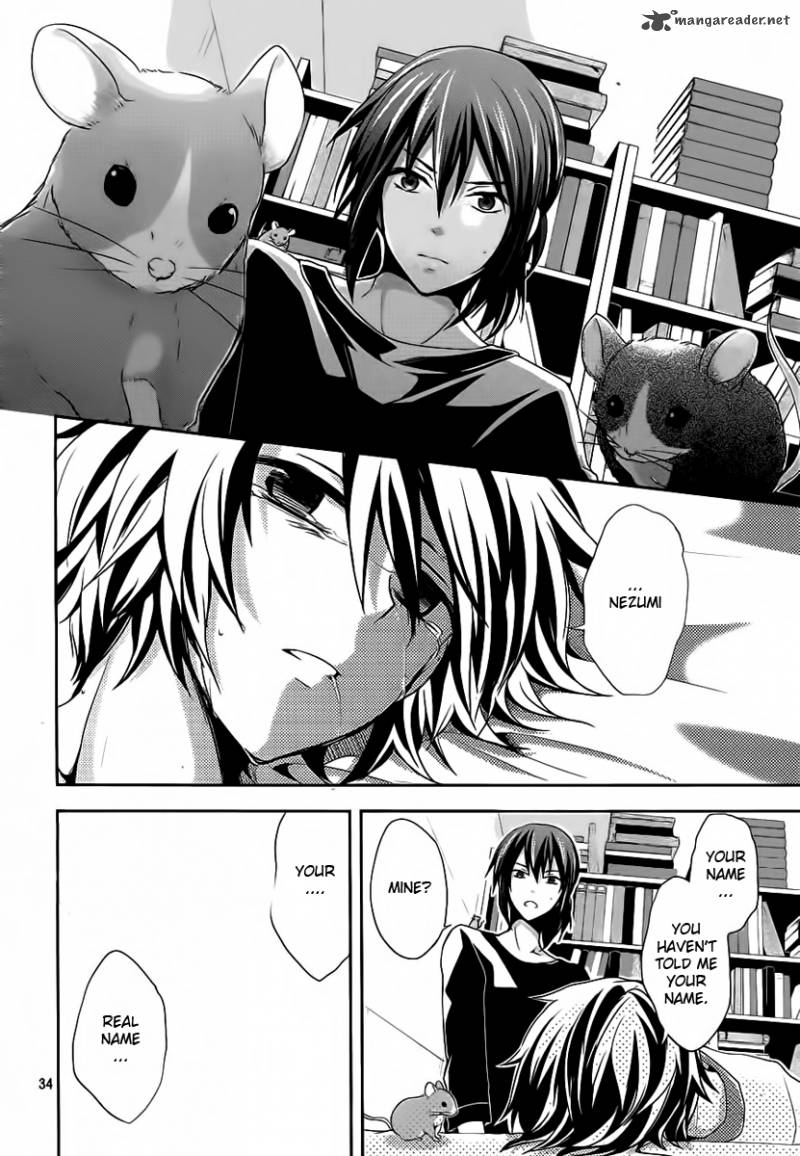 mangareader.net
...
NEZUMI
YOUR
NAME
...
YOU
HAVEN'T
TOLD ME
YOUR
NAME.
MINE?
YOUR
....
REAL
NAME
...
34